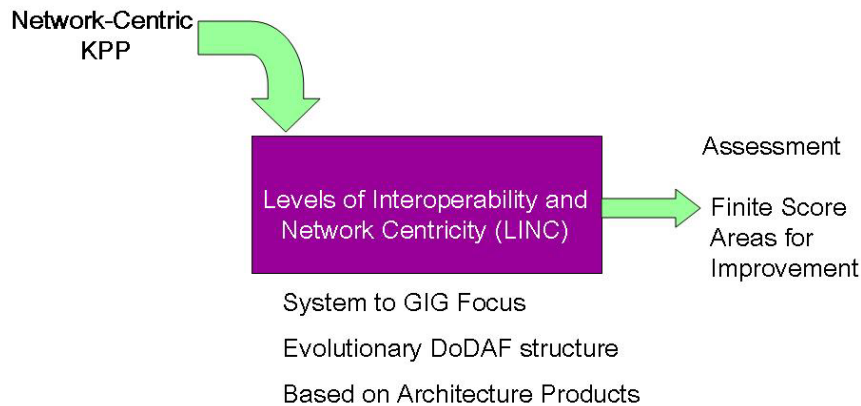 Network-Centric
KPP
Levels of Interoperability and
Network Centricity (LINC)
Assessment
Finite Score
Areas for
Improvement
System to GIG Focus
Evolutionary DoDAF structure
Based on Architecture Products